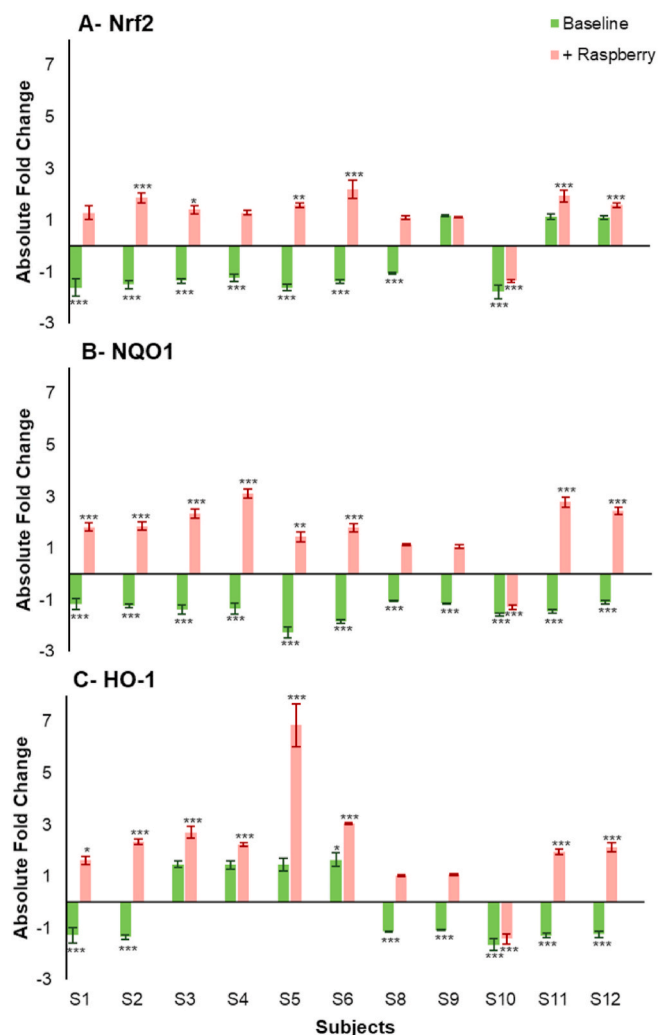 A- Nrf2
Baseline
+ Raspberry
Absolute Fold Change
7
5
3
1
-1
-3
*** *** * ** *** *** ***
*** *** *** *** *** *** *** *** ***
B- NQO1
Absolute Fold Change
7
5
3
1
-1
-3
*** *** *** *** ** *** *** ***
*** *** *** *** *** *** *** *** *** *** *** ***
C- HO-1
Absolute Fold Change
7
5
3
1
-1
-3
* *** *** *** *** * *** *** ***
*** *** *** *** *** *** *** ***
S1 S2 S3 S4 S5 S6 S8 S9 S10 S11 S12
Subjects